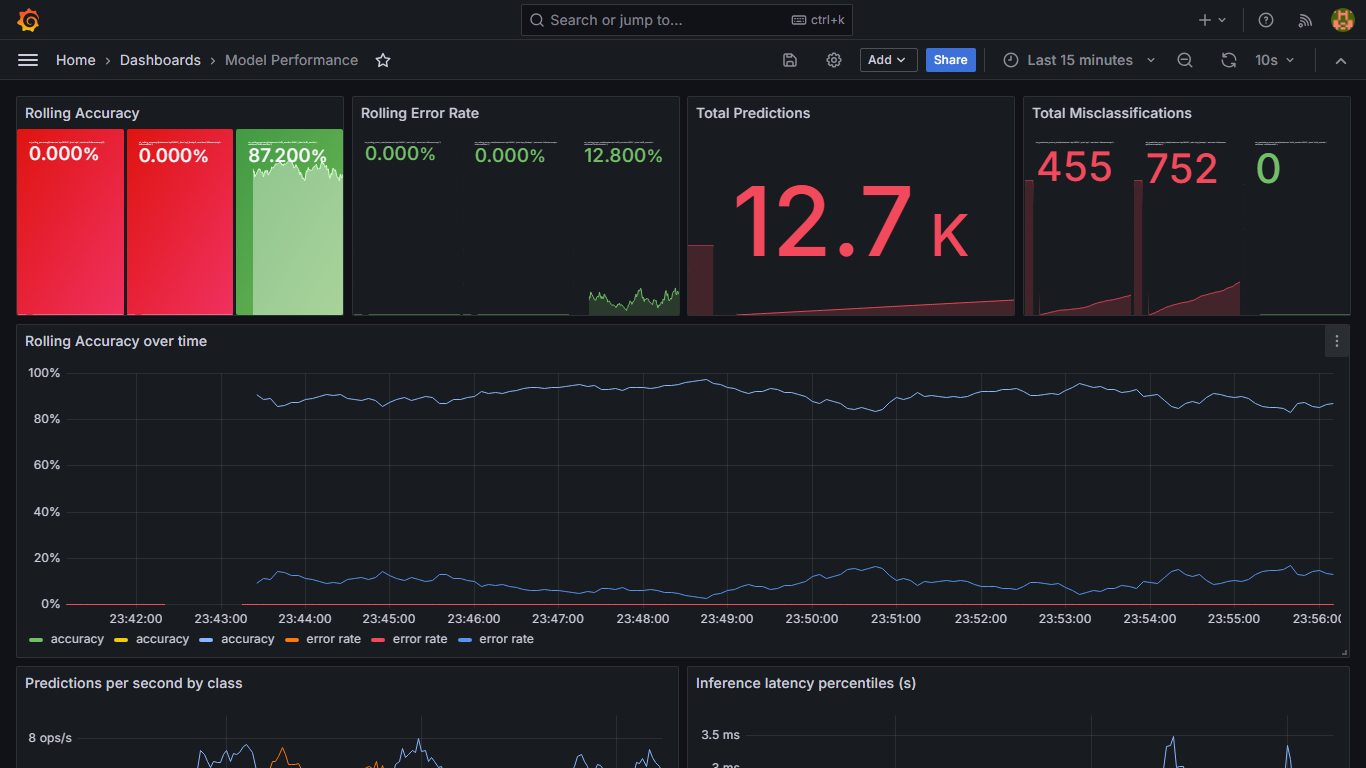 Search or jump to... ctrl+k
Home › Dashboards › Model Performance Add Share Last 15 minutes 10s
Rolling Accuracy
0.000% 0.000% 87.200%
Rolling Error Rate
0.000% 0.000% 12.800%
Total Predictions
12.7 K
Total Misclassifications
455 752 0
Rolling Accuracy over time
100%
80%
60%
40%
20%
0%
23:42:00 23:43:00 23:44:00 23:45:00 23:46:00 23:47:00 23:48:00 23:49:00 23:50:00 23:51:00 23:52:00 23:53:00 23:54:00 23:55:00 23:56:00
accuracy accuracy accuracy error rate error rate error rate
Predictions per second by class
8 ops/s
Inference latency percentiles (s)
3.5 ms
3 ms